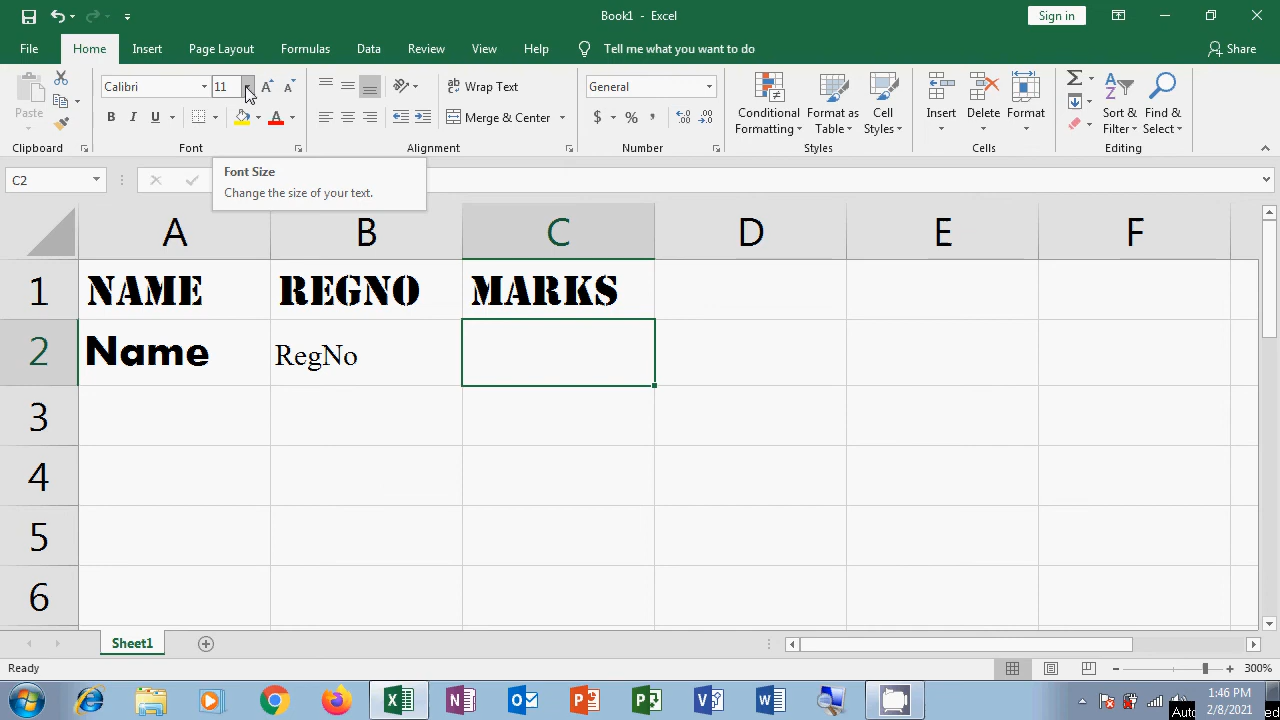 Book1 - Excel
Sign in
File Home Insert Page Layout Formulas Data Review View Help Tell me what you want to do Share
Paste
Calibri 11
B I U
Wrap Text
Merge & Center
General
$ % ,
Conditional Formatting
Format as Table
Cell Styles
Insert Delete Format
Sort & Filter
Find & Select
Clipboard Font Alignment Number Styles Cells Editing
C2
Font Size
Change the size of your text.
A B C D E F
1 NAME REGNO MARKS
2 Name RegNo
3
4
5
6
Sheet1
Ready
300%
1:46 PM
2/8/2021